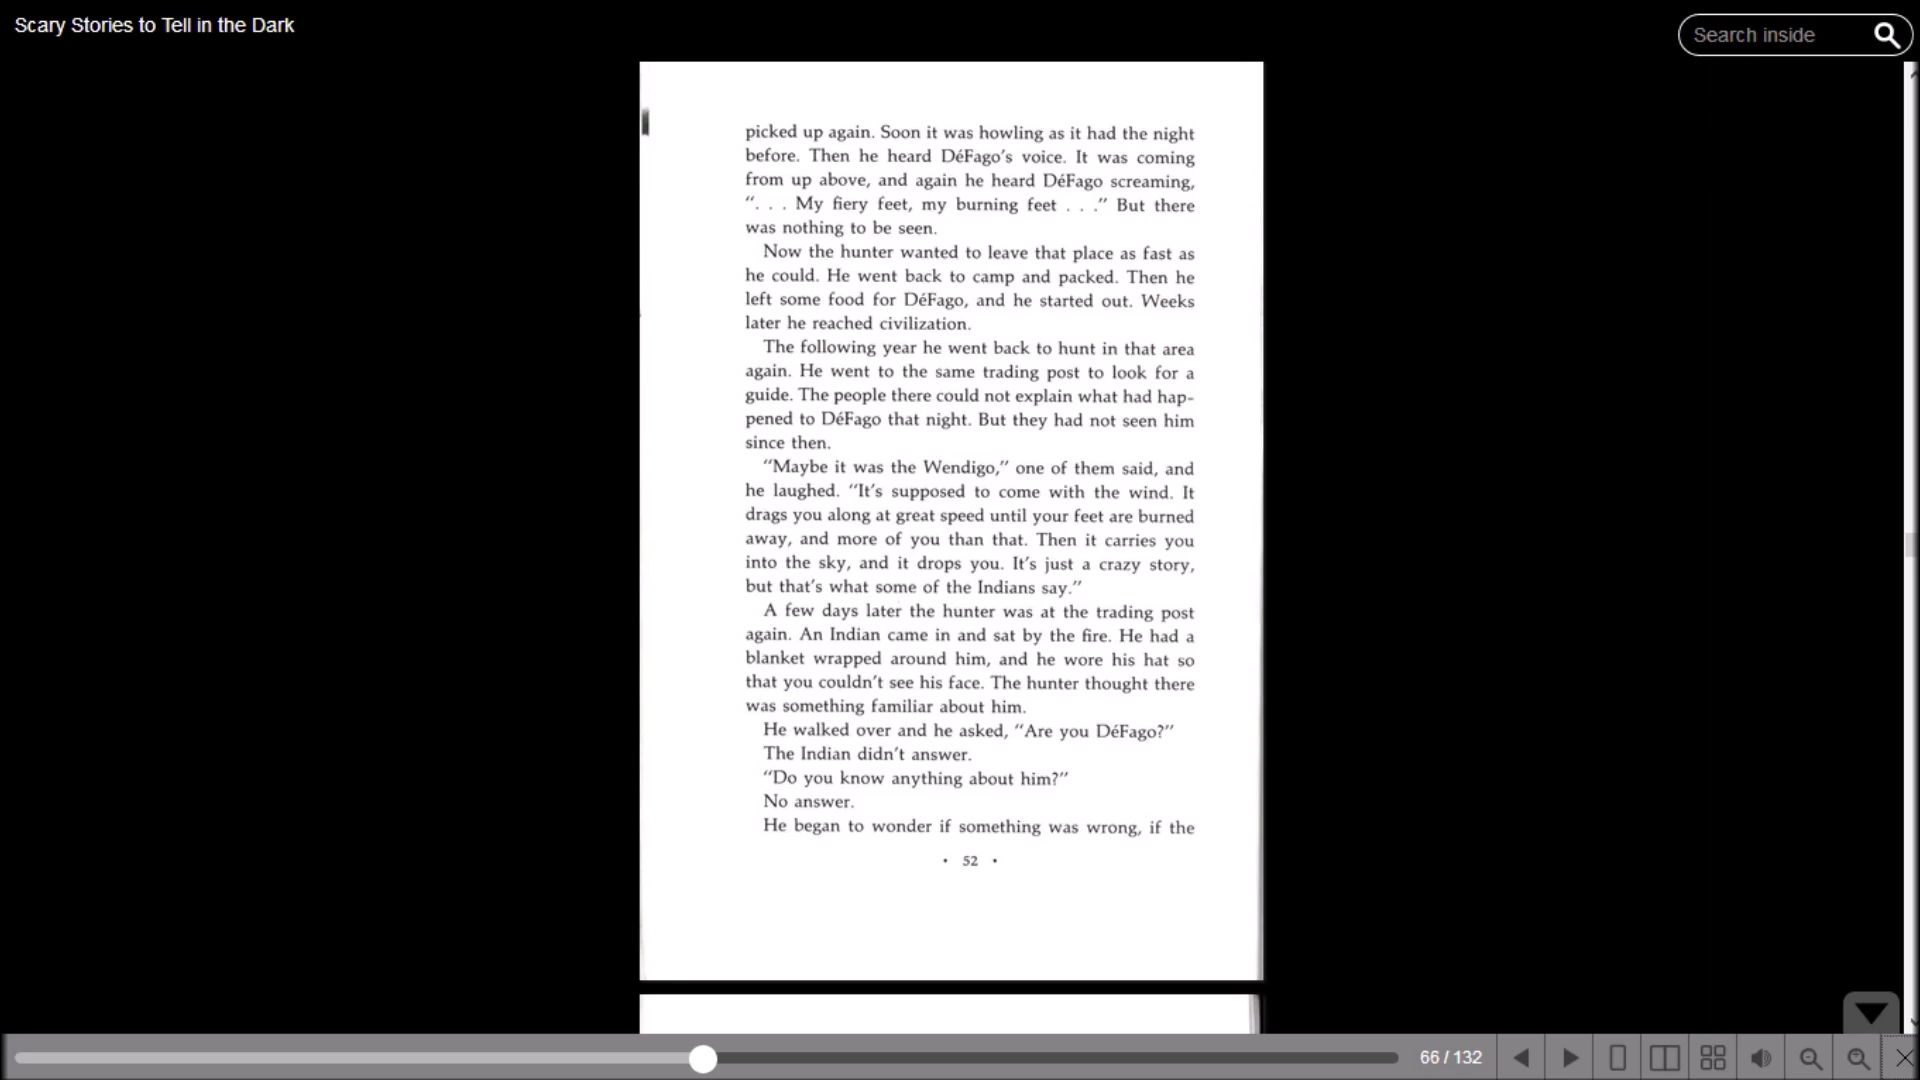 Scary Stories to Tell in the Dark
Search inside
picked up again. Soon it was howling as it had the night
before. Then he heard DéFago's voice. It was coming
from up above, and again he heard DéFago screaming,
“. . . My fiery feet, my burning feet . . .” But there
was nothing to be seen.
Now the hunter wanted to leave that place as fast as
he could. He went back to camp and packed. Then he
left some food for DéFago, and he started out. Weeks
later he reached civilization.
The following year he went back to hunt in that area
again. He went to the same trading post to look for a
guide. The people there could not explain what had hap-
pened to DéFago that night. But they had not seen him
since then.
“Maybe it was the Wendigo,” one of them said, and
he laughed. “It's supposed to come with the wind. It
drags you along at great speed until your feet are burned
away, and more of you than that. Then it carries you
into the sky, and it drops you. It's just a crazy story,
but that's what some of the Indians say.”
A few days later the hunter was at the trading post
again. An Indian came in and sat by the fire. He had a
blanket wrapped around him, and he wore his hat so
that you couldn't see his face. The hunter thought there
was something familiar about him.
He walked over and he asked, “Are you DéFago?”
The Indian didn't answer.
“Do you know anything about him?”
No answer.
He began to wonder if something was wrong, if the
• 52 •
66 / 132